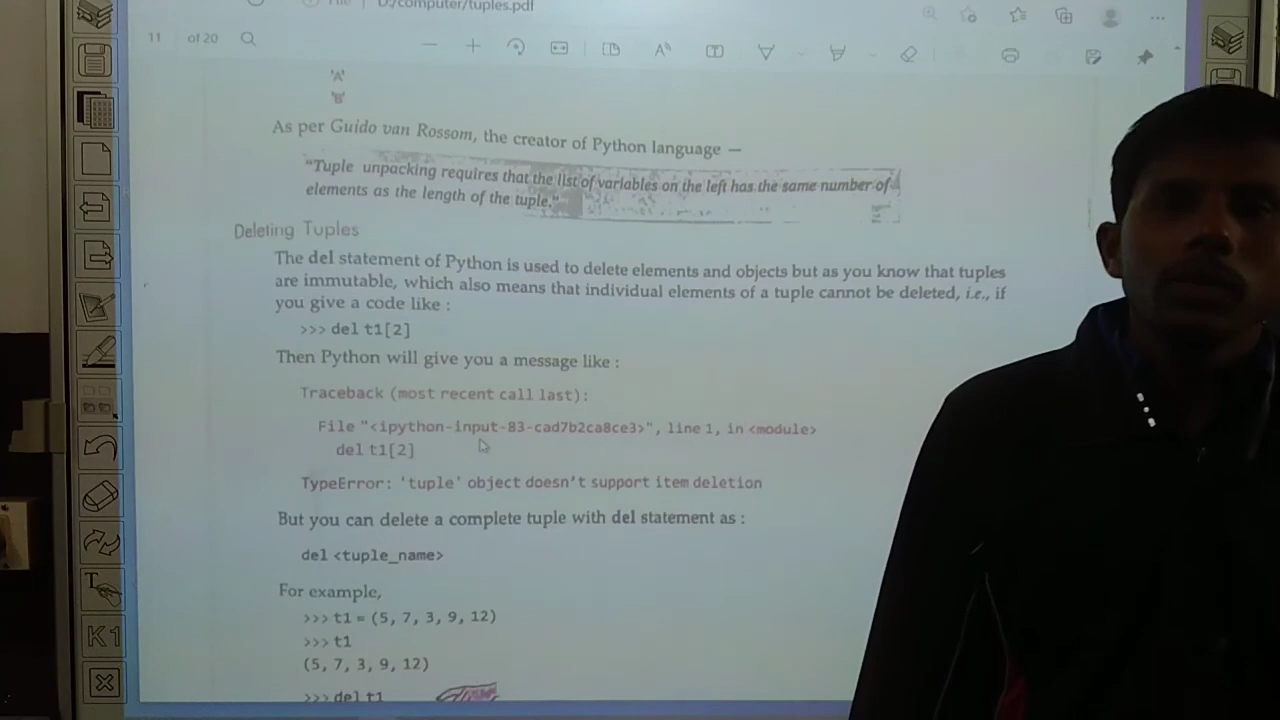 D:/computer/tuples.pdf
11 of 20
'A'
'B'
As per Guido van Rossom, the creator of Python language —
"Tuple unpacking requires that the list of variables on the left has the same number of
elements as the length of the tuple."
Deleting Tuples
The del statement of Python is used to delete elements and objects but as you know that tuples
are immutable, which also means that individual elements of a tuple cannot be deleted, i.e., if
you give a code like :
>>> del t1[2]
Then Python will give you a message like :
Traceback (most recent call last):
File "<ipython-input-83-cad7b2ca8ce3>", line 1, in <module>
del t1[2]
TypeError: 'tuple' object doesn't support item deletion
But you can delete a complete tuple with del statement as :
del <tuple_name>
For example,
>>> t1 = (5, 7, 3, 9, 12)
>>> t1
(5, 7, 3, 9, 12)
>>> del t1
K1